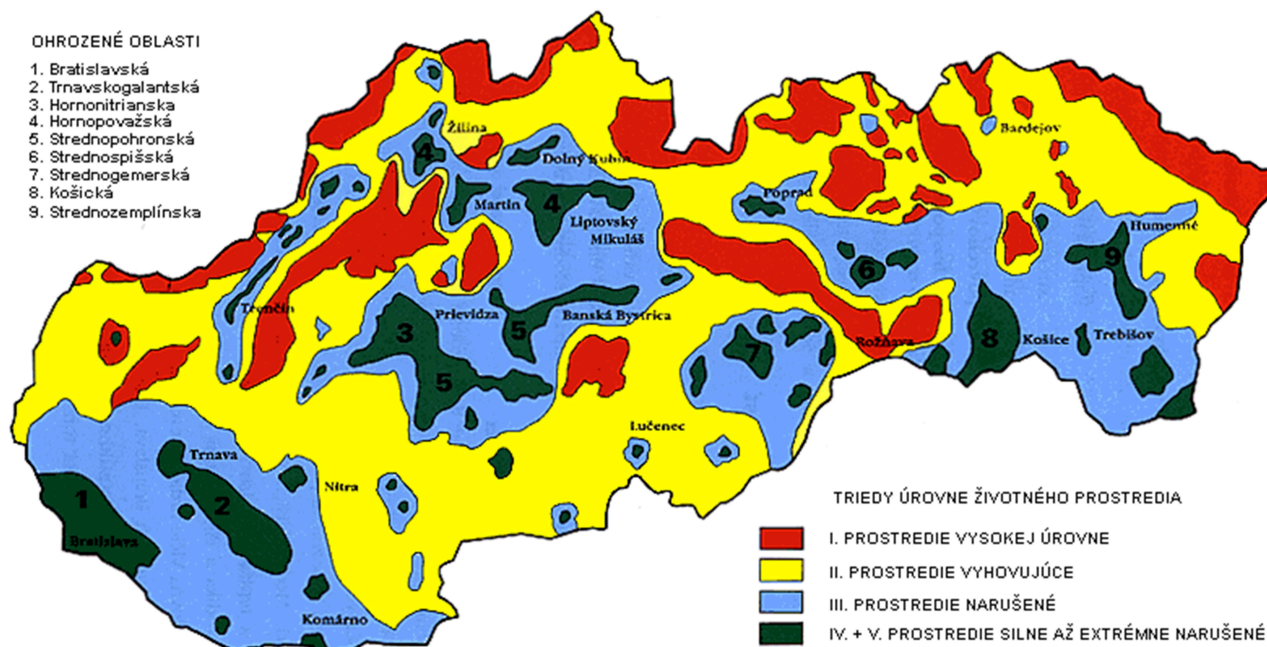 OHROZENÉ OBLASTI
1. Bratislavská
2. Trnavskogalantská
3. Hornonitrianska
4. Hornopovažská
5. Strednopohronská
6. Strednospišská
7. Strednogemerská
8. Košická
9. Strednozemplínska
Žilina
4
Dolný Kubín
Bardejov
Martin
4
Liptovský
Mikuláš
Poprad
Humenné
6
9
Trenčín
3
Prievidza
5
Banská Bystrica
7
Rožňava
8
Košice
Trebišov
5
Lučenec
Trnava
Nitra
1
2
Bratislava
Komárno
TRIEDY ÚROVNE ŽIVOTNÉHO PROSTREDIA
I. PROSTREDIE VYSOKEJ ÚROVNE
II. PROSTREDIE VYHOVUJÚCE
III. PROSTREDIE NARUŠENÉ
IV. + V. PROSTREDIE SILNE AŽ EXTRÉMNE NARUŠENÉ